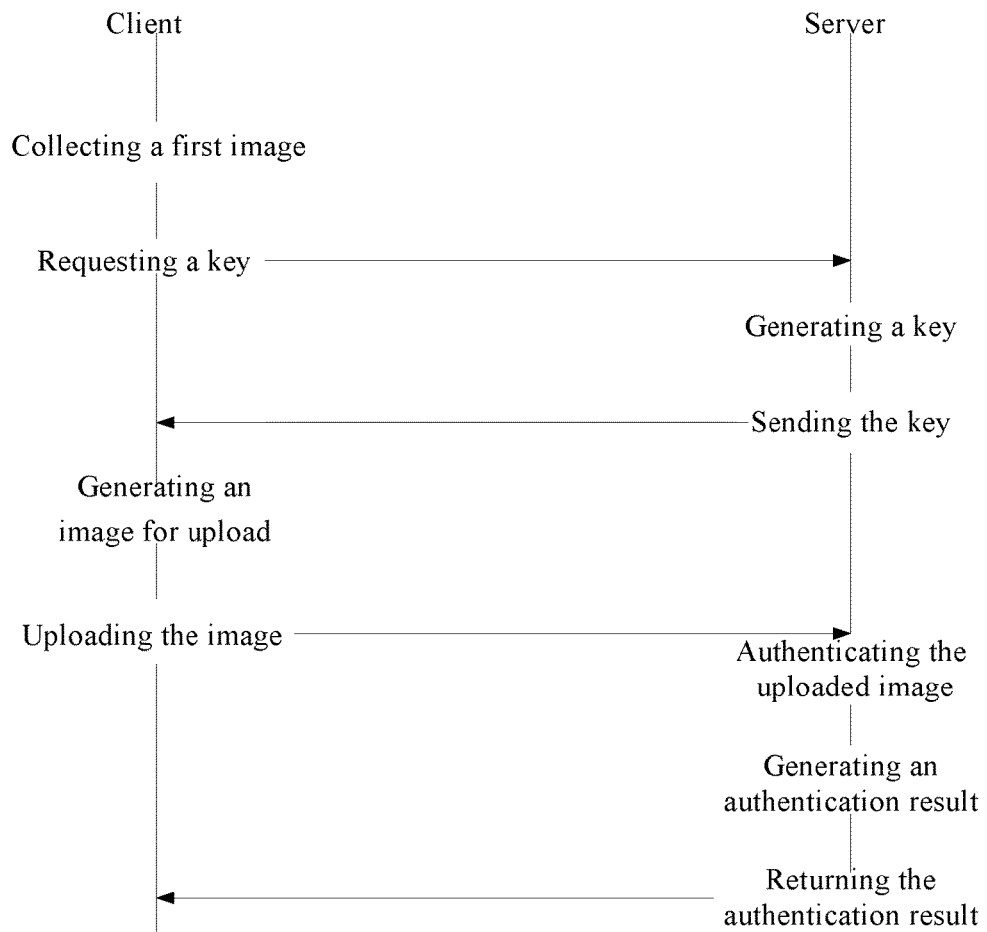 Client
Server
Collecting a first image
Requesting a key
Generating a key
Sending the key
Generating an
image for upload
Uploading the image
Authenticating the
uploaded image
Generating an
authentication result
Returning the
authentication result